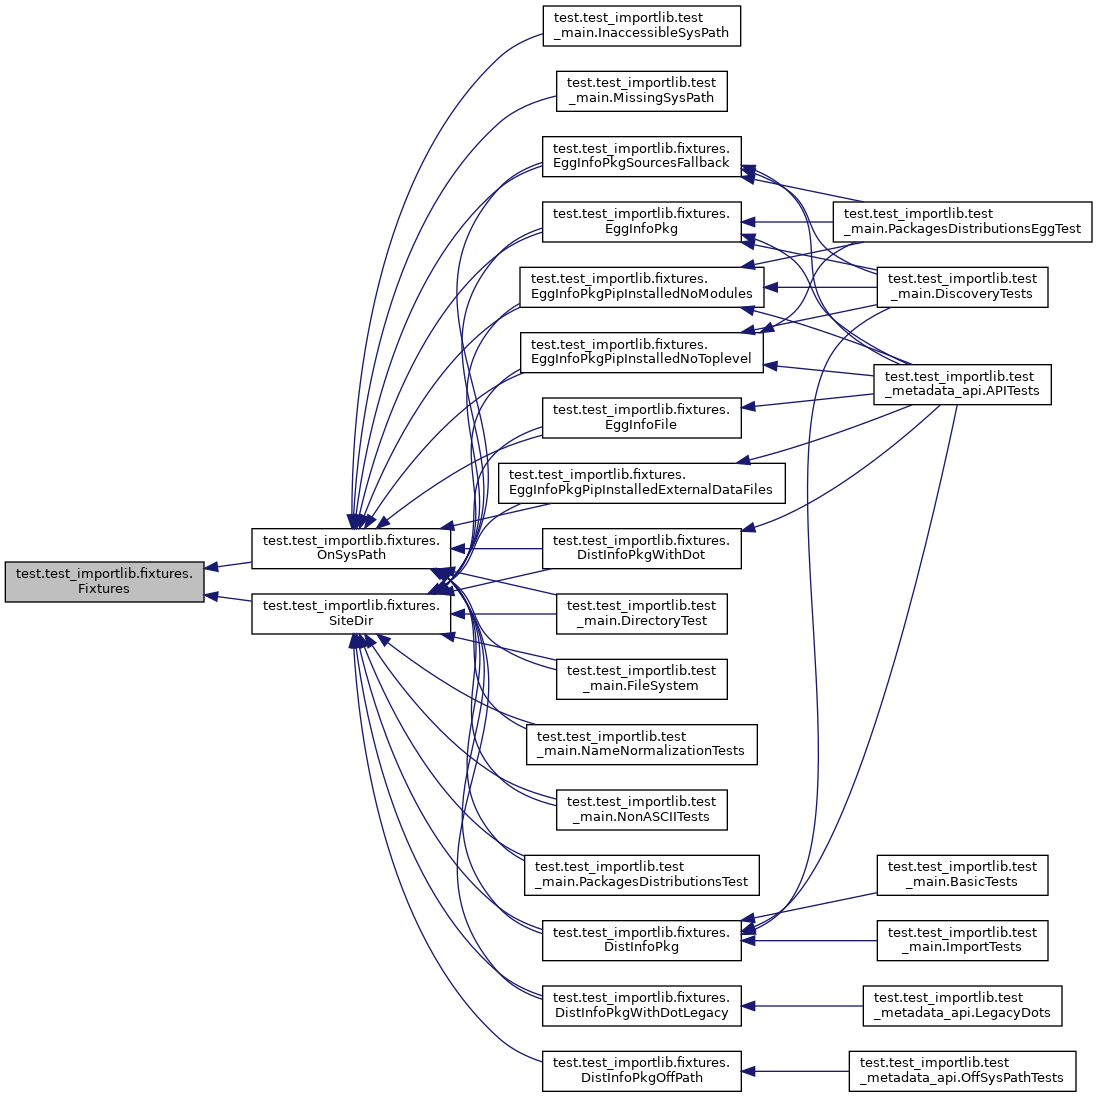 test.test_importlib.test
_main.InaccessibleSysPath
test.test_importlib.test
_main.MissingSysPath
test.test_importlib.fixtures.
EggInfoPkgSourcesFallback
test.test_importlib.fixtures.
EggInfoPkg
test.test_importlib.test
_main.PackagesDistributionsEggTest
test.test_importlib.fixtures.
EggInfoPkgPipInstalledNoModules
test.test_importlib.test
_main.DiscoveryTests
test.test_importlib.fixtures.
EggInfoPkgPipInstalledNoToplevel
test.test_importlib.test
_metadata_api.APITests
test.test_importlib.fixtures.
EggInfoFile
test.test_importlib.fixtures.
EggInfoPkgPipInstalledExternalDataFiles
test.test_importlib.fixtures.
OnSysPath
test.test_importlib.fixtures.
DistInfoPkgWithDot
test.test_importlib.fixtures.
Fixtures
test.test_importlib.fixtures.
SiteDir
test.test_importlib.test
_main.DirectoryTest
test.test_importlib.test
_main.FileSystem
test.test_importlib.test
_main.NameNormalizationTests
test.test_importlib.test
_main.NonASCIITests
test.test_importlib.test
_main.PackagesDistributionsTest
test.test_importlib.test
_main.BasicTests
test.test_importlib.fixtures.
DistInfoPkg
test.test_importlib.test
_main.ImportTests
test.test_importlib.fixtures.
DistInfoPkgWithDotLegacy
test.test_importlib.test
_metadata_api.LegacyDots
test.test_importlib.fixtures.
DistInfoPkgOffPath
test.test_importlib.test
_metadata_api.OffSysPathTests